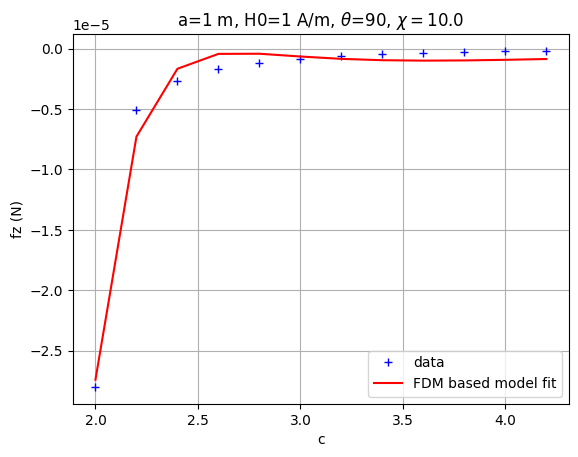 a=1 m, H0=1 A/m, θ=90, χ = 10.0
1e−5
0.0
−0.5
−1.0
−1.5
−2.0
−2.5
fz (N)
2.0 2.5 3.0 3.5 4.0
c
data
FDM based model fit